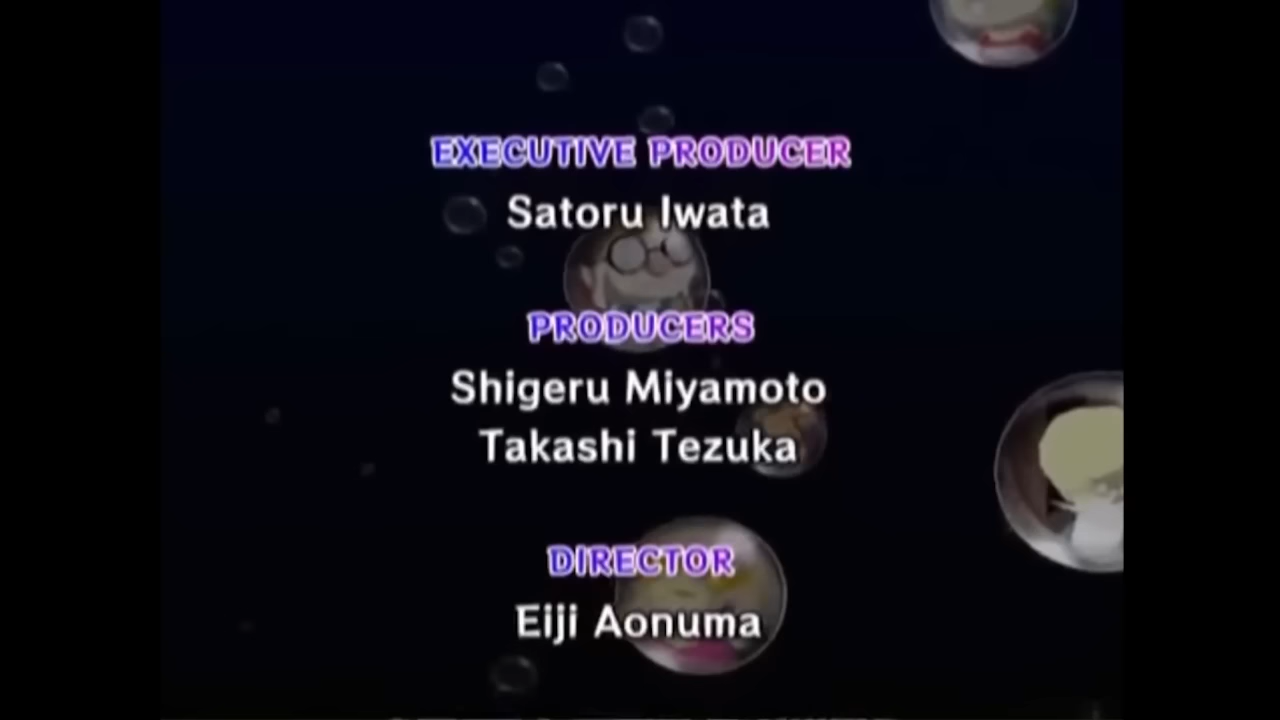 EXECUTIVE PRODUCER
Satoru Iwata
PRODUCERS
Shigeru Miyamoto
Takashi Tezuka
DIRECTOR
Eiji Aonuma